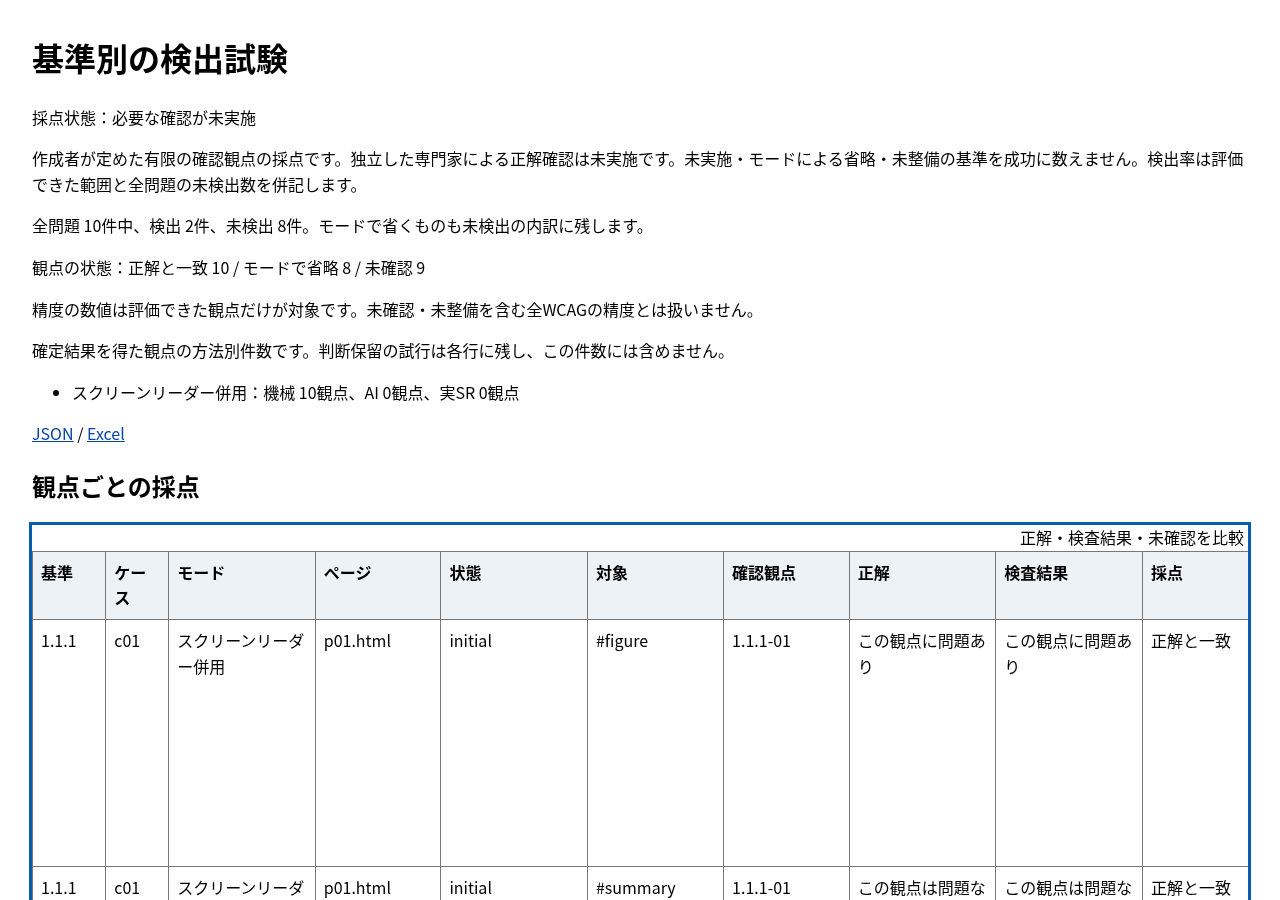 基準別の検出試験
採点状態：必要な確認が未実施
作成者が定めた有限の確認観点の採点です。独立した専門家による正解確認は未実施です。未実施・モードによる省略・未整備の基準を成功に数えません。検出率は評価
できた範囲と全問題の未検出数を併記します。
全問題 10件中、検出 2件、未検出 8件。モードで省くものも未検出の内訳に残します。
観点の状態：正解と一致 10 / モードで省略 8 / 未確認 9
精度の数値は評価できた観点だけが対象です。未確認・未整備を含む全WCAGの精度とは扱いません。
確定結果を得た観点の方法別件数です。判断保留の試行は各行に残し、この件数には含めません。
• スクリーンリーダー併用：機械 10観点、AI 0観点、実SR 0観点
JSON / Excel
観点ごとの採点
正解・検査結果・未確認を比較
基準 ケース モード ページ 状態 対象 確認観点 正解 検査結果 採点
1.1.1 c01 スクリーンリーダー併用 p01.html initial #figure 1.1.1-01 この観点に問題あり この観点に問題あり 正解と一致
1.1.1 c01 スクリーンリーダ p01.html initial #summary 1.1.1-01 この観点は問題な この観点は問題な 正解と一致